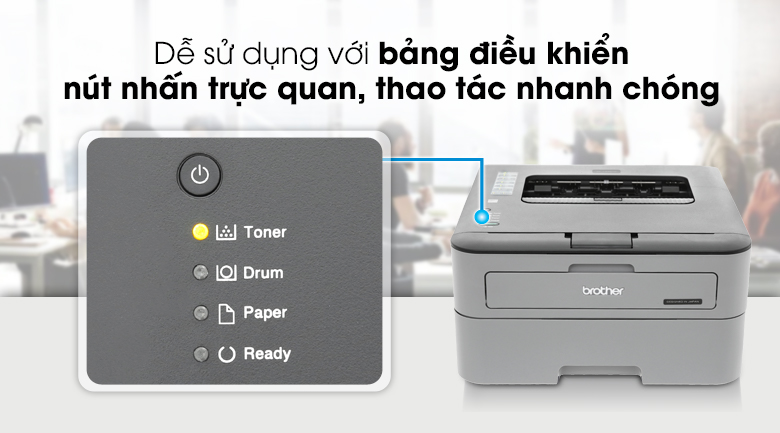 Dễ sử dụng với bảng điều khiển
nút nhấn trực quan, thao tác nhanh chóng
Toner
Drum
Paper
Ready
brother